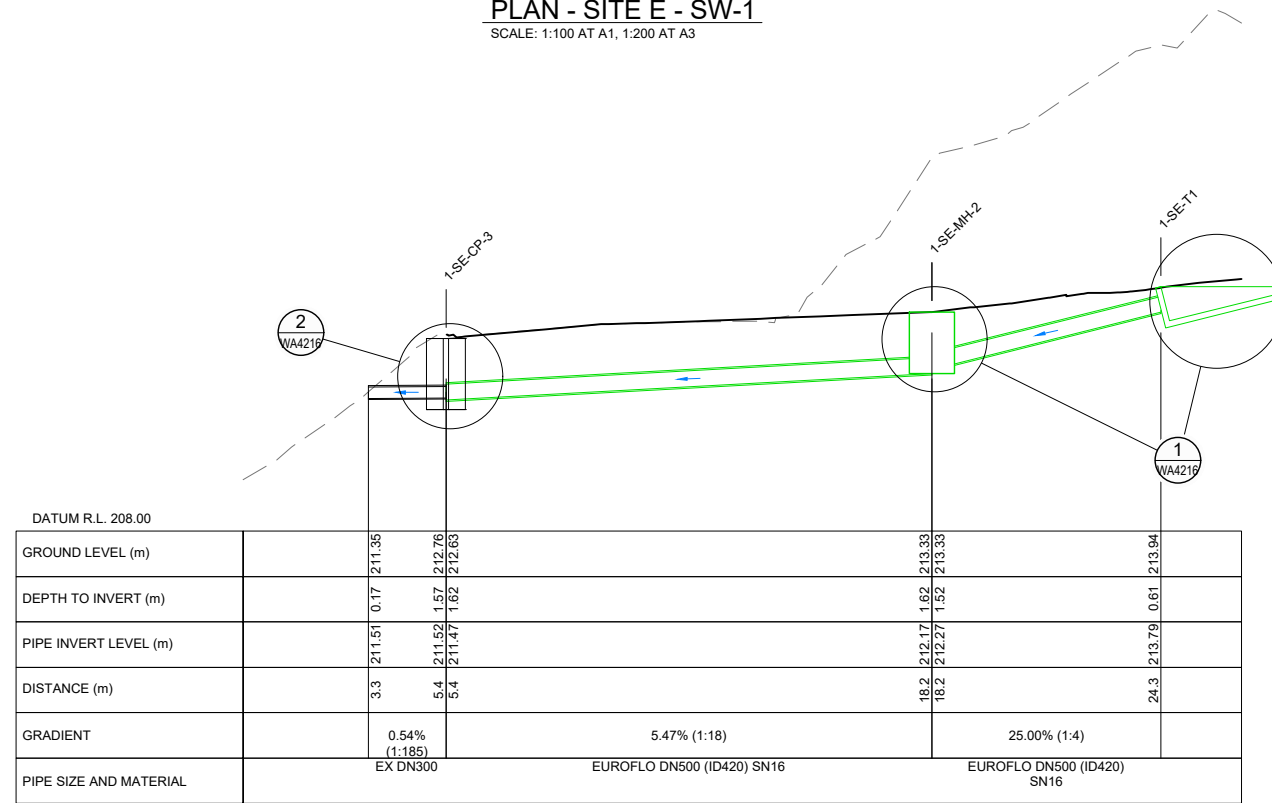 PLAN - SITE E - SW-1
SCALE: 1:100 AT A1, 1:200 AT A3
1-SE-CP-3
1-SE-MH-2
1-SE-T1
2
WA4216
1
WA4216
DATUM R.L. 208.00
GROUND LEVEL (m) 211.35 212.76 212.63 213.33 213.33 213.94
DEPTH TO INVERT (m) 0.17 1.57 1.62 1.62 1.52 0.61
PIPE INVERT LEVEL (m) 211.51 211.52 211.47 212.17 212.27 213.79
DISTANCE (m) 3.3 5.4 5.4 18.2 18.2 24.3
GRADIENT 0.54% 5.47% (1:18) 25.00% (1:4)
(1:185)
PIPE SIZE AND MATERIAL EX DN300 EUROFLO DN500 (ID420) SN16 EUROFLO DN500 (ID420)
SN16